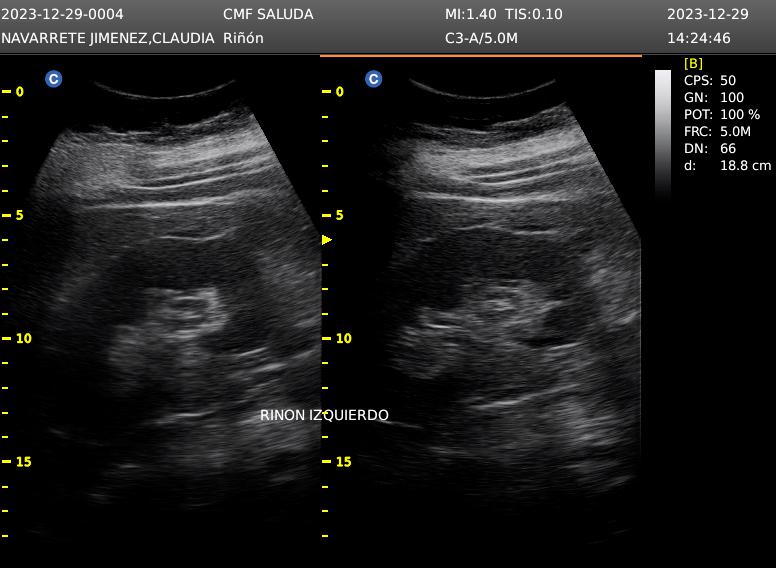 2023-12-29-0004 CMF SALUDA MI:1.40 TIS:0.10 2023-12-29
NAVARRETE JIMENEZ,CLAUDIA Riñón C3-A/5.0M 14:24:46
[B]
CPS: 50
GN: 100
POT: 100 %
FRC: 5.0M
DN: 66
d: 18.8 cm
C C
0 0
5 5
10 10
RINON IZQUIERDO
15 15